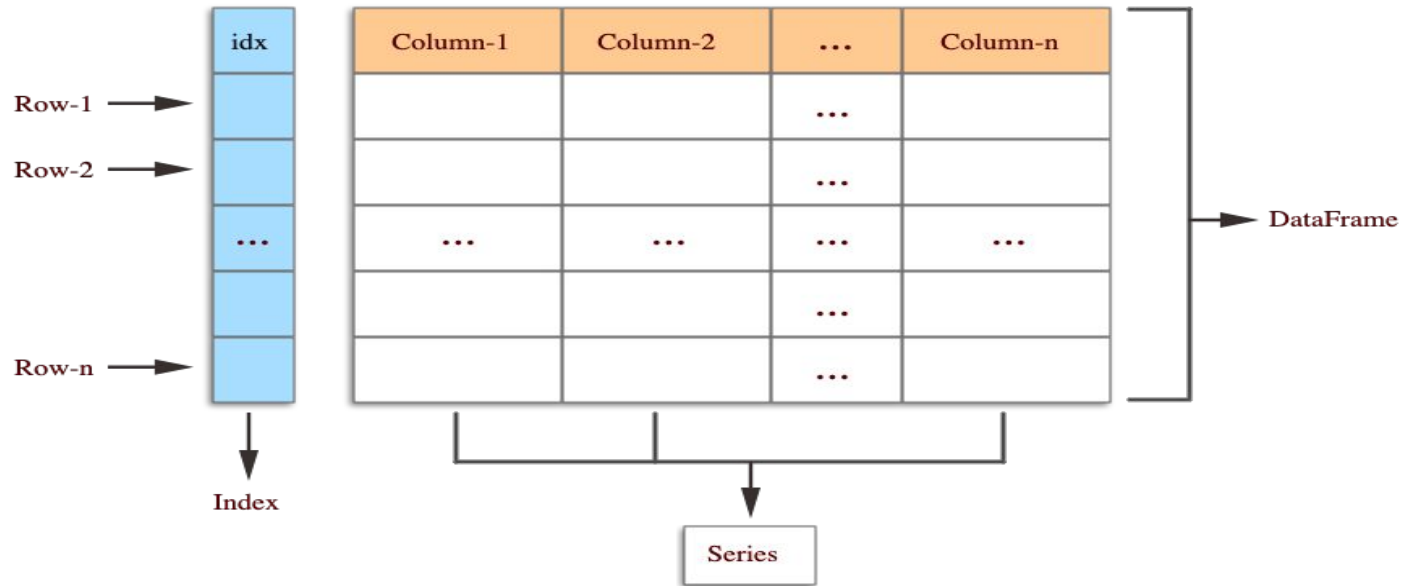 idx Column-1 Column-2 ... Column-n
Row-1 ...
Row-2 ...
... ... ... ... ... DataFrame
...
Row-n ...
Index
Series